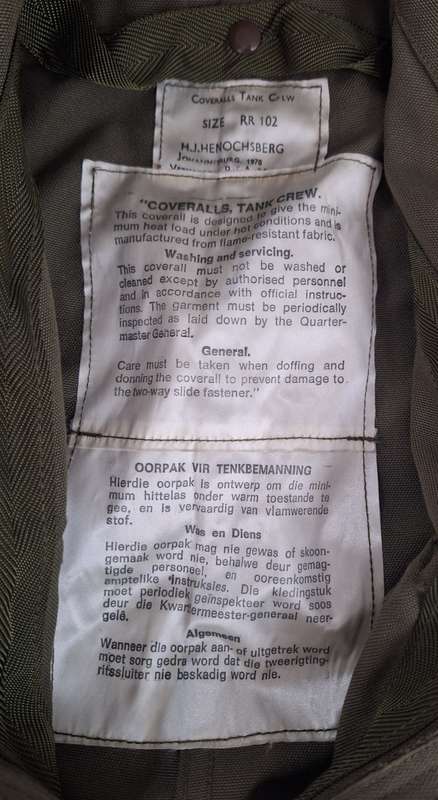 COVERALLS TANK CREW
SIZE RR 102
H.J. HENOCHSBERG
JOHANNESBURG, 1978
"COVERALLS, TANK CREW.
This coverall is designed to give the mini-
mum heat load under hot conditions and is
manufactured from flame-resistant fabric.
Washing and servicing.
This coverall must not be washed or
cleaned except by authorised personnel
and in accordance with official instruc-
tions. The garment must be periodically
inspected as laid down by the Quarter-
master General.
General.
Care must be taken when doffing and
donning the coverall to prevent damage to
the two-way slide fastener."
OORPAK VIR TENKBEMANNING
Hierdie oorpak is ontwerp om die mini-
mum hittelas onder warm toestande te
gee, en is vervaardig van vlamwerende
stof.
Was en Diens
Hierdie oorpak mag nie gewas of skoon-
gemaak word nie, behalwe deur gemag-
tigde personeel, en ooreenkomstig
amptelike instruksies. Die kledingstuk
moet periodiek geïnspekteer word soos
deur die Kwartiermeester-generaal neer-
gelê.
Algemeen
Wanneer die oorpak aan- of uitgetrek word
moet sorg gedra word dat die tweerigting-
ritssluiter nie beskadig word nie.